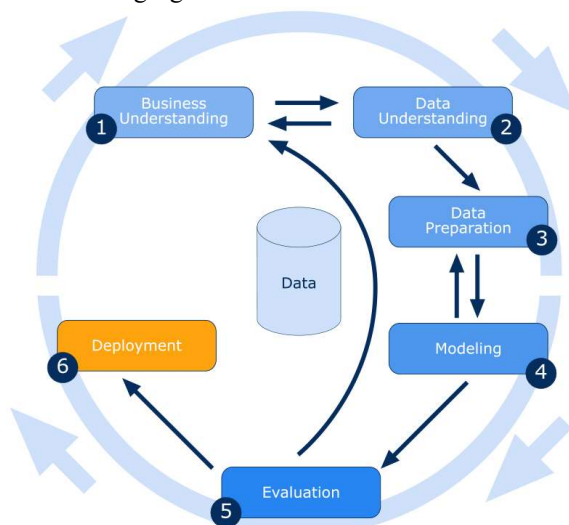 Business
Understanding
1
Data
Understanding
2
Data
Preparation
3
Data
Deployment
6
Modeling
4
Evaluation
5